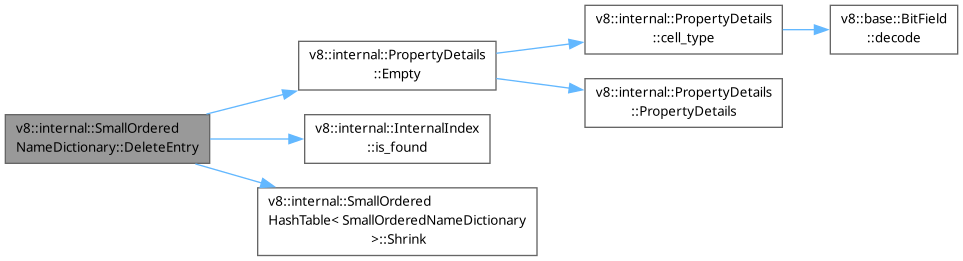 v8::internal::SmallOrdered
NameDictionary::DeleteEntry
v8::internal::PropertyDetails
::Empty
v8::internal::PropertyDetails
::cell_type
v8::base::BitField
::decode
v8::internal::PropertyDetails
::PropertyDetails
v8::internal::InternalIndex
::is_found
v8::internal::SmallOrdered
HashTable< SmallOrderedNameDictionary
>::Shrink